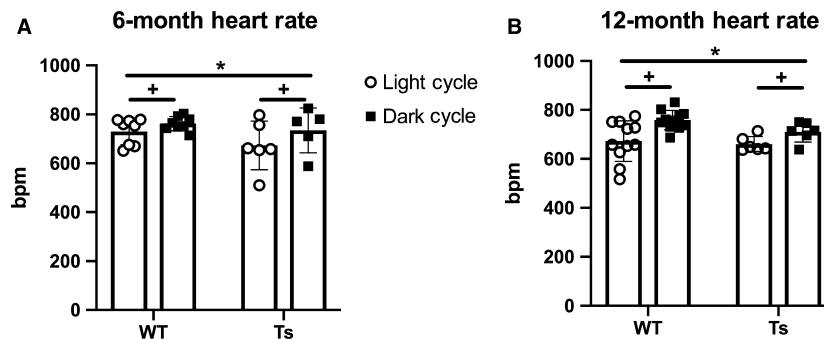 A
6-month heart rate
*
+
+
1000
800
600
400
200
0
bpm
WT
Ts
Light cycle
Dark cycle
B
12-month heart rate
*
+
+
1000
800
600
400
200
0
bpm
WT
Ts